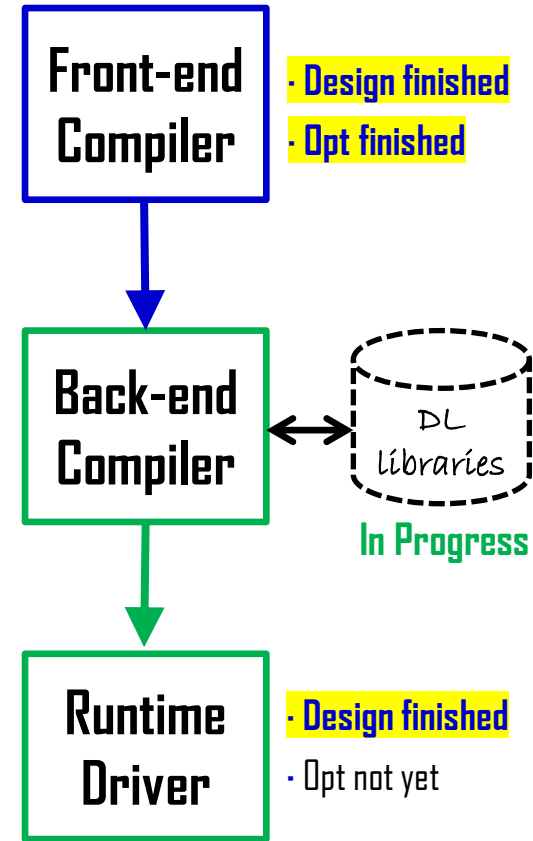 Front-end
Compiler
· Design finished
· Opt finished
Back-end
Compiler
DL
libraries
In Progress
Runtime
Driver
· Design finished
· Opt not yet